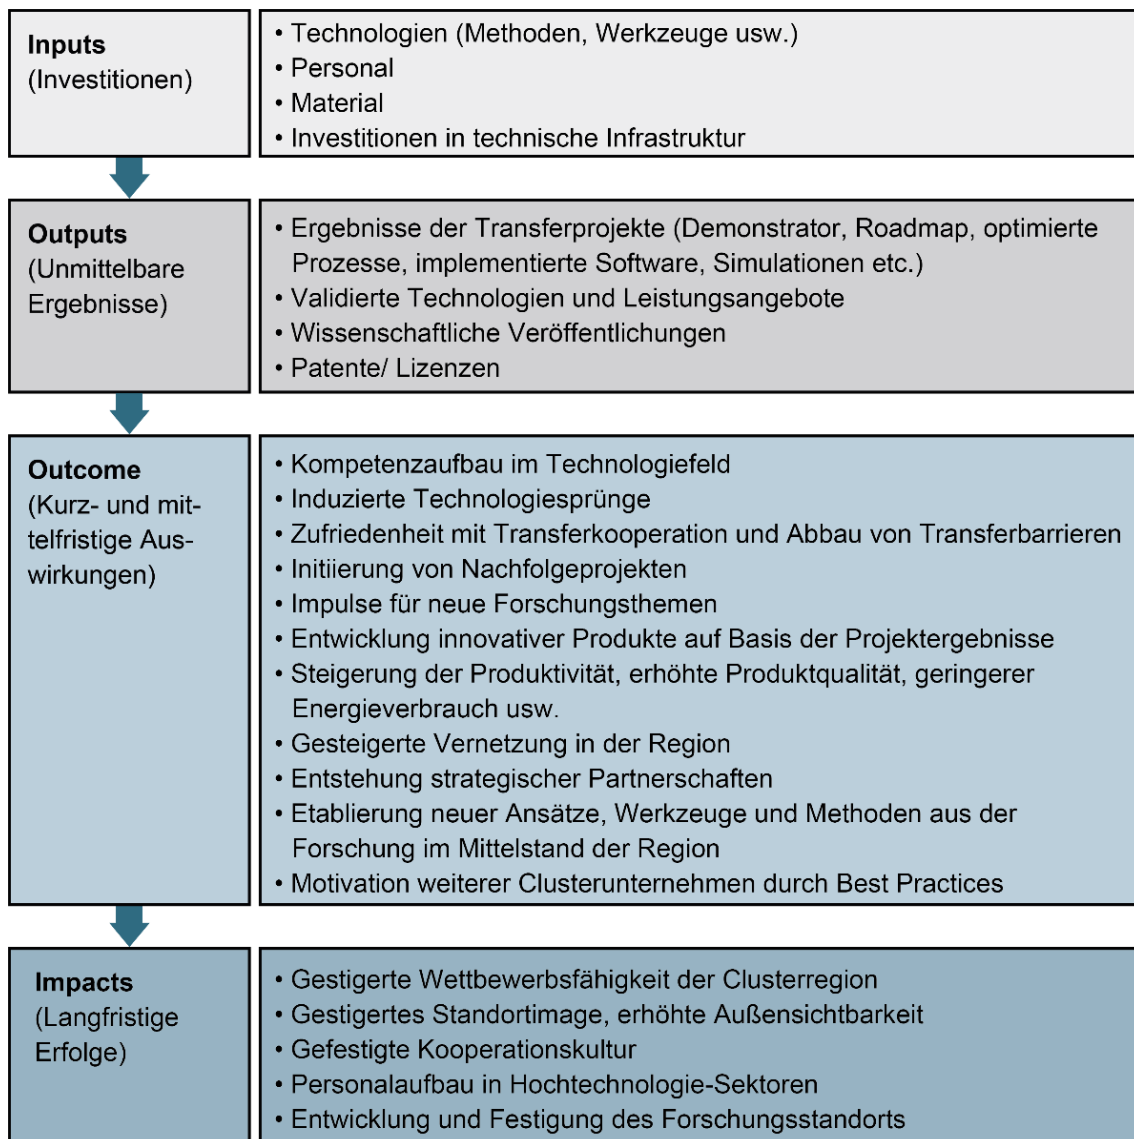 Inputs
(Investitionen)
• Technologien (Methoden, Werkzeuge usw.)
• Personal
• Material
• Investitionen in technische Infrastruktur
Outputs
(Unmittelbare
Ergebnisse)
• Ergebnisse der Transferprojekte (Demonstrator, Roadmap, optimierte
Prozesse, implementierte Software, Simulationen etc.)
• Validierte Technologien und Leistungsangebote
• Wissenschaftliche Veröffentlichungen
• Patente/ Lizenzen
Outcome
(Kurz- und mit-
telfristige Aus-
wirkungen)
• Kompetenzaufbau im Technologiefeld
• Induzierte Technologiesprünge
• Zufriedenheit mit Transferkooperation und Abbau von Transferbarrieren
• Initiierung von Nachfolgeprojekten
• Impulse für neue Forschungsthemen
• Entwicklung innovativer Produkte auf Basis der Projektergebnisse
• Steigerung der Produktivität, erhöhte Produktqualität, geringerer
Energieverbrauch usw.
• Gesteigerte Vernetzung in der Region
• Entstehung strategischer Partnerschaften
• Etablierung neuer Ansätze, Werkzeuge und Methoden aus der
Forschung im Mittelstand der Region
• Motivation weiterer Clusterunternehmen durch Best Practices
Impacts
(Langfristige
Erfolge)
• Gestigerte Wettbewerbsfähigkeit der Clusterregion
• Gestigertes Standortimage, erhöhte Außensichtbarkeit
• Gefestigte Kooperationskultur
• Personalaufbau in Hochtechnologie-Sektoren
• Entwicklung und Festigung des Forschungsstandorts